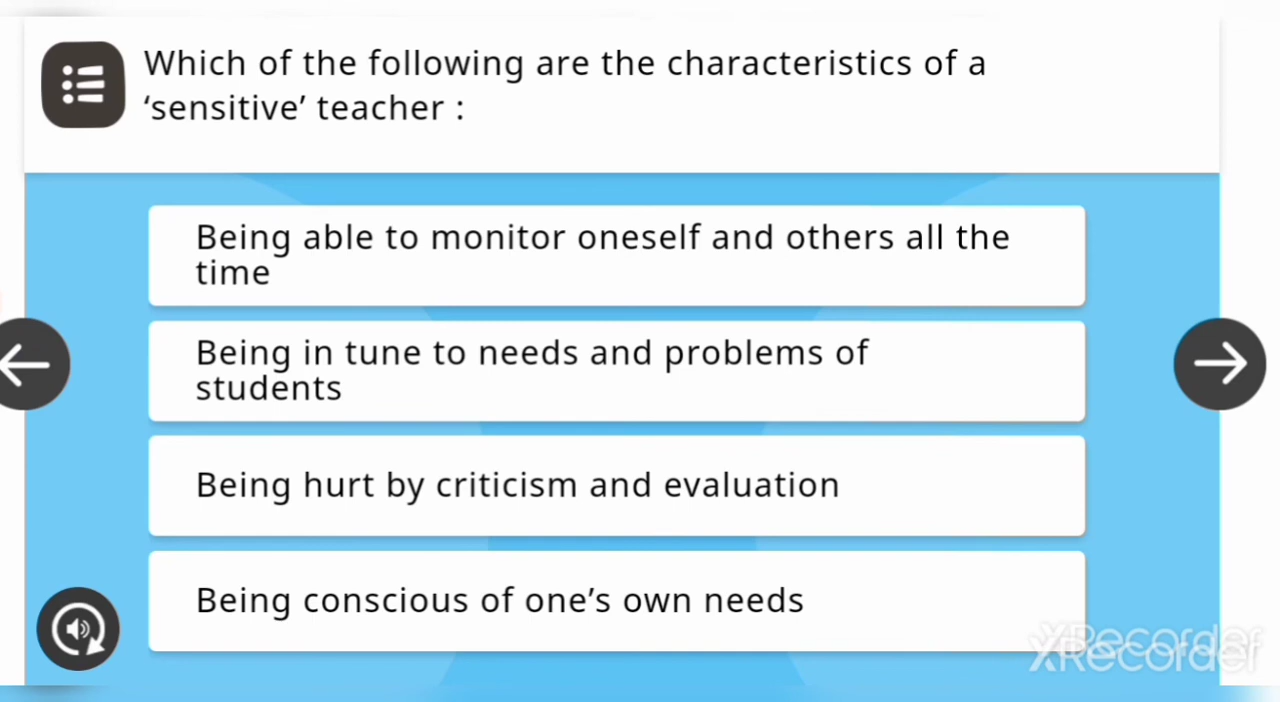 Which of the following are the characteristics of a
‘sensitive’ teacher :
Being able to monitor oneself and others all the
time
Being in tune to needs and problems of
students
Being hurt by criticism and evaluation
Being conscious of one’s own needs
XRecorder